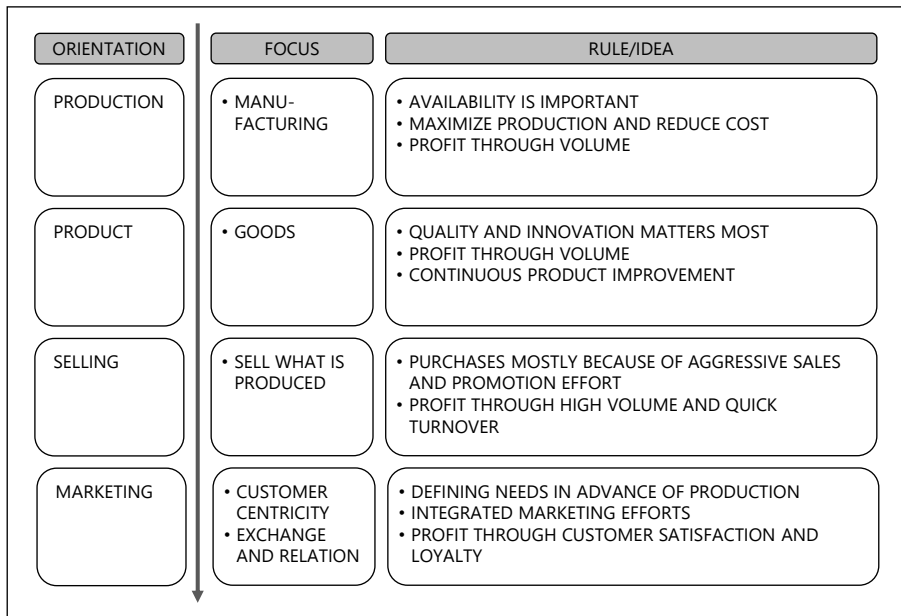 ORIENTATION
FOCUS
RULE/IDEA
PRODUCTION
• MANU-
FACTURING
• AVAILABILITY IS IMPORTANT
• MAXIMIZE PRODUCTION AND REDUCE COST
• PROFIT THROUGH VOLUME
PRODUCT
• GOODS
• QUALITY AND INNOVATION MATTERS MOST
• PROFIT THROUGH VOLUME
• CONTINUOUS PRODUCT IMPROVEMENT
SELLING
• SELL WHAT IS
PRODUCED
• PURCHASES MOSTLY BECAUSE OF AGGRESSIVE SALES
AND PROMOTION EFFORT
• PROFIT THROUGH HIGH VOLUME AND QUICK
TURNOVER
MARKETING
• CUSTOMER
CENTRICITY
• EXCHANGE
AND RELATION
• DEFINING NEEDS IN ADVANCE OF PRODUCTION
• INTEGRATED MARKETING EFFORTS
• PROFIT THROUGH CUSTOMER SATISFACTION AND
LOYALTY